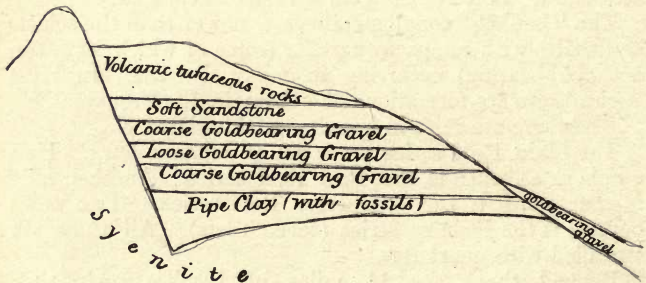 Volcanic tufaceous rocks
Soft Sandstone
Coarse Goldbearing Gravel
Loose Goldbearing Gravel
Coarse Goldbearing Gravel
Pipe Clay (with fossils)
goldbearing
gravel
Syenite